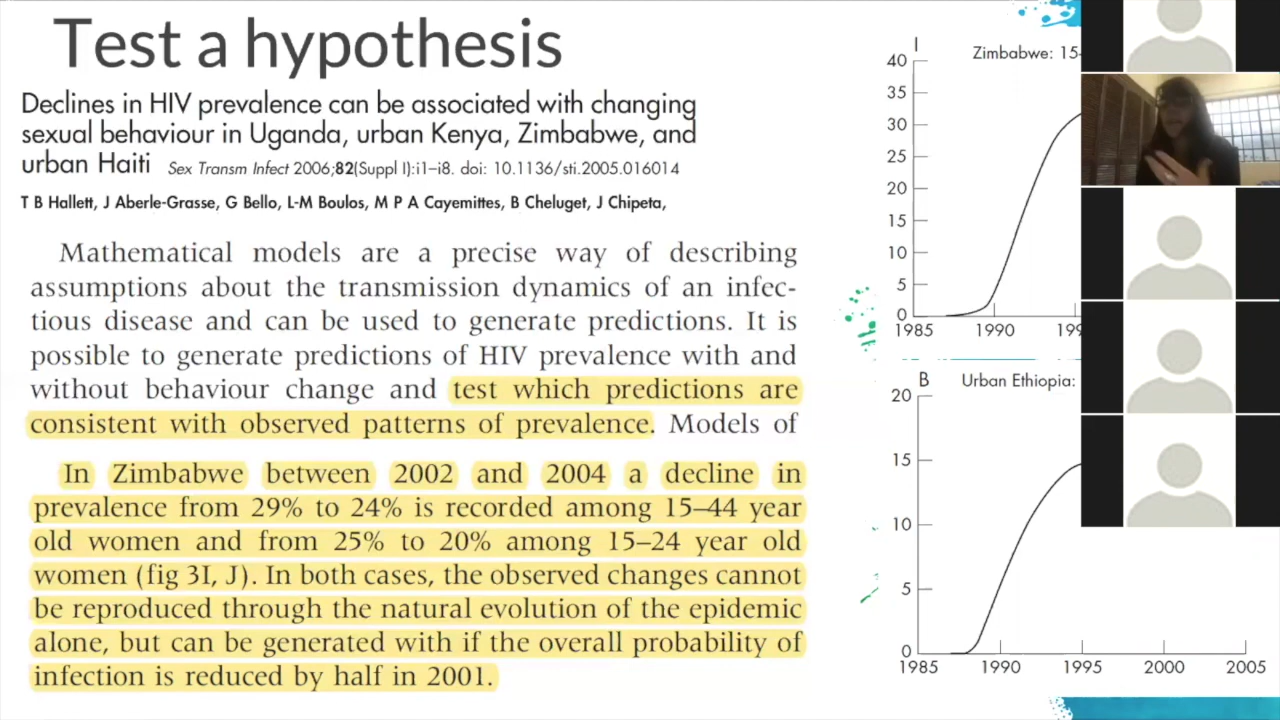 Test a hypothesis
Declines in HIV prevalence can be associated with changing
sexual behaviour in Uganda, urban Kenya, Zimbabwe, and
urban Haiti Sex Transm Infect 2006;82(Suppl I):i1–i8. doi: 10.1136/sti.2005.016014
T B Hallett, J Aberle-Grasse, G Bello, L-M Boulos, M P A Cayemittes, B Cheluget, J Chipeta,
Mathematical models are a precise way of describing
assumptions about the transmission dynamics of an infec-
tious disease and can be used to generate predictions. It is
possible to generate predictions of HIV prevalence with and
without behaviour change and test which predictions are
consistent with observed patterns of prevalence. Models of
In Zimbabwe between 2002 and 2004 a decline in
prevalence from 29% to 24% is recorded among 15–44 year
old women and from 25% to 20% among 15–24 year old
women (fig 3I, J). In both cases, the observed changes cannot
be reproduced through the natural evolution of the epidemic
alone, but can be generated with if the overall probability of
infection is reduced by half in 2001.
I
Zimbabwe: 15-
40
35
30
25
20
15
10
5
0
1985 1990 199
B Urban Ethiopia:
20
15
10
5
0
1985 1990 1995 2000 2005